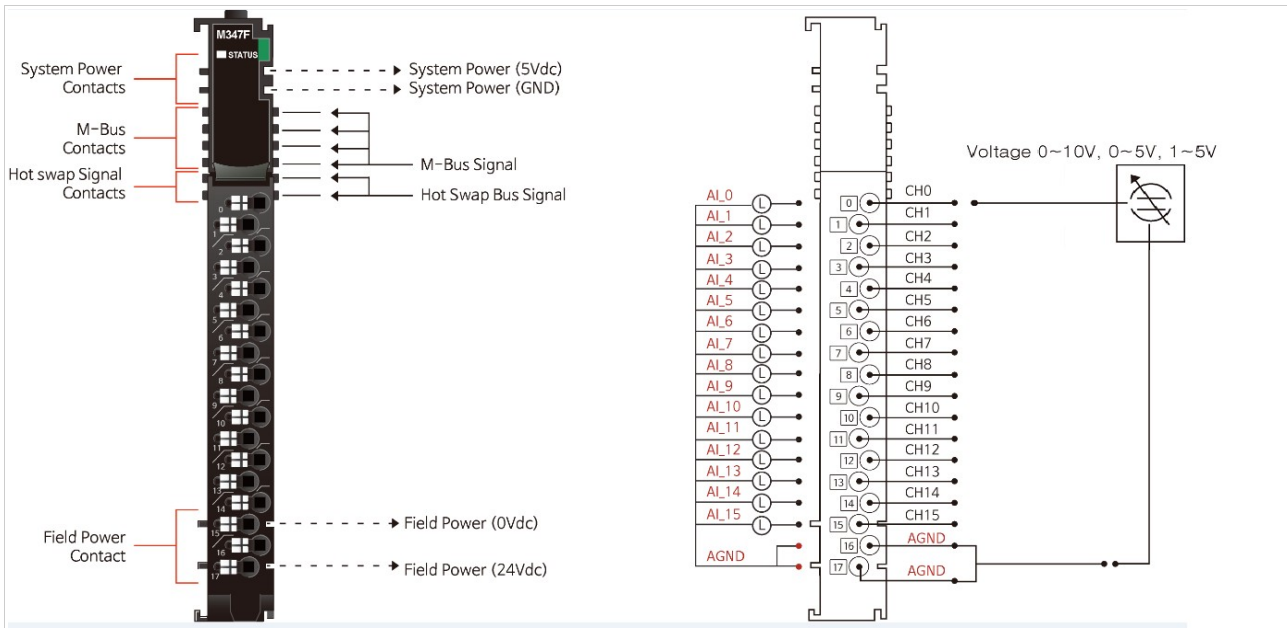 M347F
STATUS
System Power
Contacts
System Power (5Vdc)
System Power (GND)
M-Bus
Contacts
M-Bus Signal
Hot swap Signal
Contacts
Hot Swap Bus Signal
0
1
2
3
4
5
6
7
8
9
10
11
12
13
14
15
16
17
Field Power
Contact
Field Power (0Vdc)
Field Power (24Vdc)
Voltage 0~10V, 0~5V, 1~5V
AI_0 L 0 CH0
AI_1 L 1 CH1
AI_2 L 2 CH2
AI_3 L 3 CH3
AI_4 L 4 CH4
AI_5 L 5 CH5
AI_6 L 6 CH6
AI_7 L 7 CH7
AI_8 L 8 CH8
AI_9 L 9 CH9
AI_10 L 10 CH10
AI_11 L 11 CH11
AI_12 L 12 CH12
AI_13 L 13 CH13
AI_14 L 14 CH14
AI_15 L 15 CH15
AGND 16 AGND
17 AGND